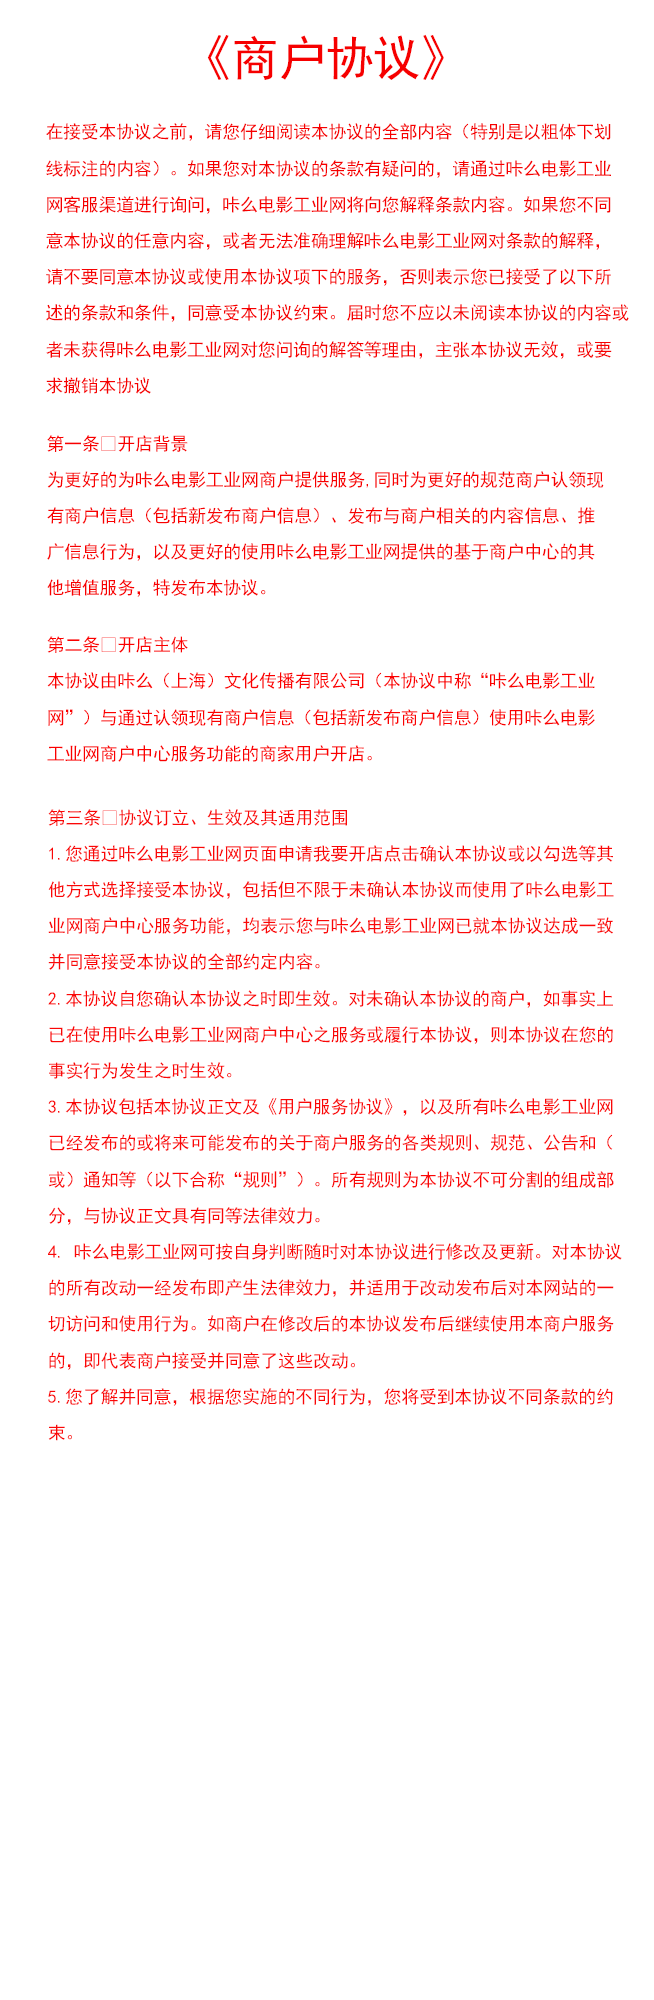 《商户协议》
在接受本协议之前，请您仔细阅读本协议的全部内容（特别是以粗体下划
线标注的内容）。如果您对本协议的条款有疑问的，请通过咔么电影工业
网客服渠道进行询问，咔么电影工业网将向您解释条款内容。如果您不同
意本协议的任意内容，或者无法准确理解咔么电影工业网对条款的解释，
请不要同意本协议或使用本协议项下的服务，否则表示您已接受了以下所
述的条款和条件，同意受本协议约束。届时您不应以未阅读本协议的内容或
者未获得咔么电影工业网对您问询的解答等理由，主张本协议无效，或要
求撤销本协议
第一条□开店背景
为更好的为咔么电影工业网商户提供服务,同时为更好的规范商户认领现
有商户信息（包括新发布商户信息）、发布与商户相关的内容信息、推
广信息行为，以及更好的使用咔么电影工业网提供的基于商户中心的其
他增值服务，特发布本协议。
第二条□开店主体
本协议由咔么（上海）文化传播有限公司（本协议中称“咔么电影工业
网”）与通过认领现有商户信息（包括新发布商户信息）使用咔么电影
工业网商户中心服务功能的商家用户开店。
第三条□协议订立、生效及其适用范围
1.您通过咔么电影工业网页面申请我要开店点击确认本协议或以勾选等其
他方式选择接受本协议，包括但不限于未确认本协议而使用了咔么电影工
业网商户中心服务功能，均表示您与咔么电影工业网已就本协议达成一致
并同意接受本协议的全部约定内容。
2.本协议自您确认本协议之时即生效。对未确认本协议的商户，如事实上
已在使用咔么电影工业网商户中心之服务或履行本协议，则本协议在您的
事实行为发生之时生效。
3.本协议包括本协议正文及《用户服务协议》，以及所有咔么电影工业网
已经发布的或将来可能发布的关于商户服务的各类规则、规范、公告和（
或）通知等（以下合称“规则”）。所有规则为本协议不可分割的组成部
分，与协议正文具有同等法律效力。
4. 咔么电影工业网可按自身判断随时对本协议进行修改及更新。对本协议
的所有改动一经发布即产生法律效力，并适用于改动发布后对本网站的一
切访问和使用行为。如商户在修改后的本协议发布后继续使用本商户服务
的，即代表商户接受并同意了这些改动。
5.您了解并同意，根据您实施的不同行为，您将受到本协议不同条款的约
束。